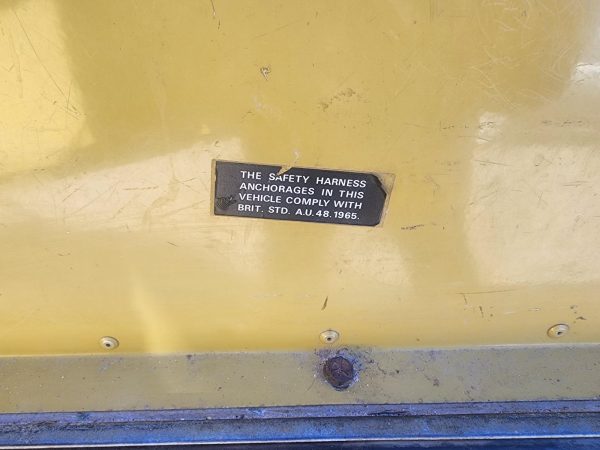 THE SAFETY HARNESS
ANCHORAGES IN THIS
VEHICLE COMPLY WITH
BRIT. STD. A.U.48.1965.